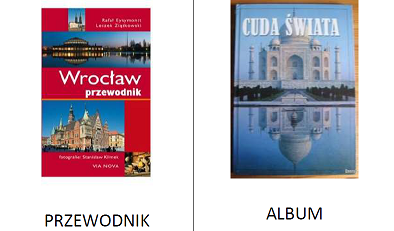 Rafał Eysymontt
Leszek Ziątkowski
Wrocław
przewodnik
fotografie: Stanisław Klimek
VIA NOVA
PRZEWODNIK
CUDA ŚWIATA
ALBUM